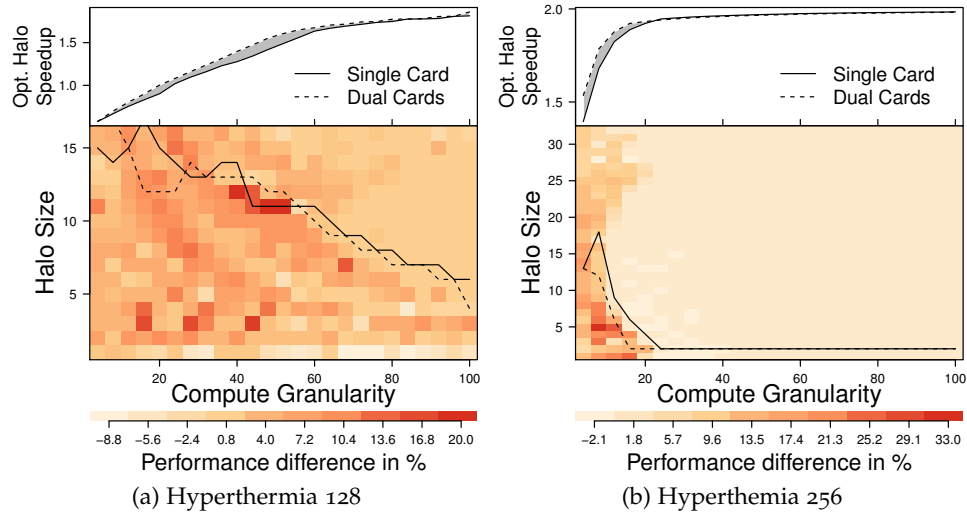 Opt. Halo
Speedup
1.5
1.0
Single Card
Dual Cards
Halo Size
15
10
5
20
40
60
80
100
Compute Granularity
−8.8
−5.6
−2.4
0.8
4.0
7.2
10.4
13.6
16.8
20.0
Performance difference in %
(a) Hyperthermia 128
Opt. Halo
Speedup
2.0
1.5
Single Card
Dual Cards
Halo Size
30
25
20
15
10
5
20
40
60
80
100
Compute Granularity
−2.1
1.8
5.7
9.6
13.5
17.4
21.3
25.2
29.1
33.0
Performance difference in %
(b) Hyperthemia 256